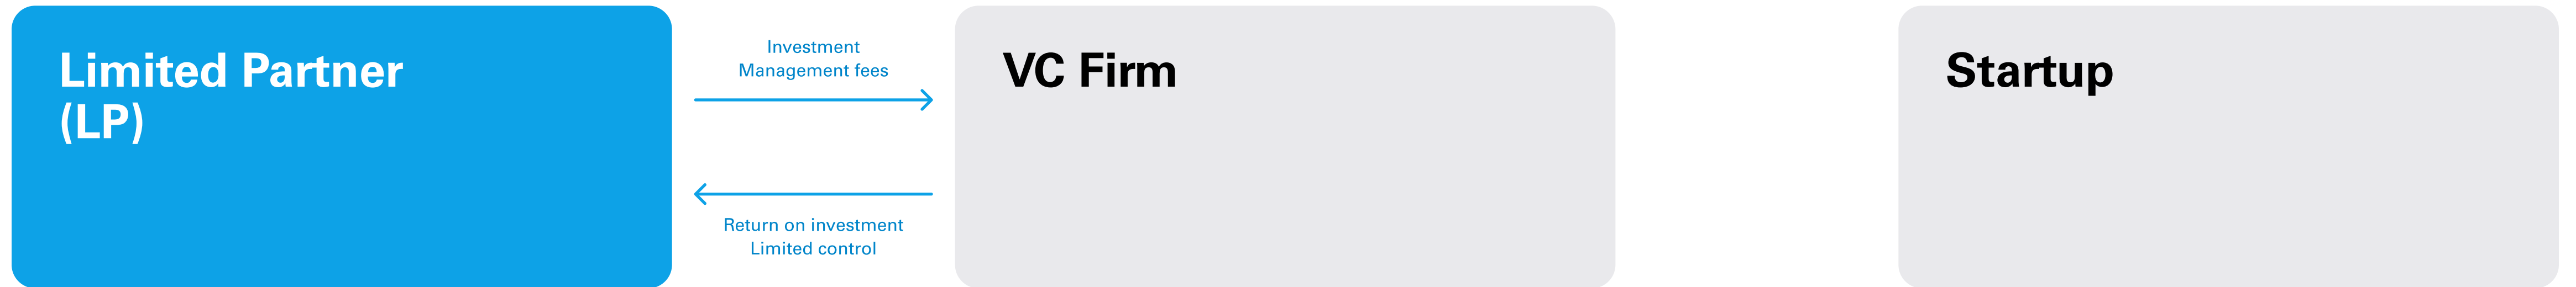 Limited Partner
(LP)
Investment
Management fees
Return on investment
Limited control
VC Firm
Startup